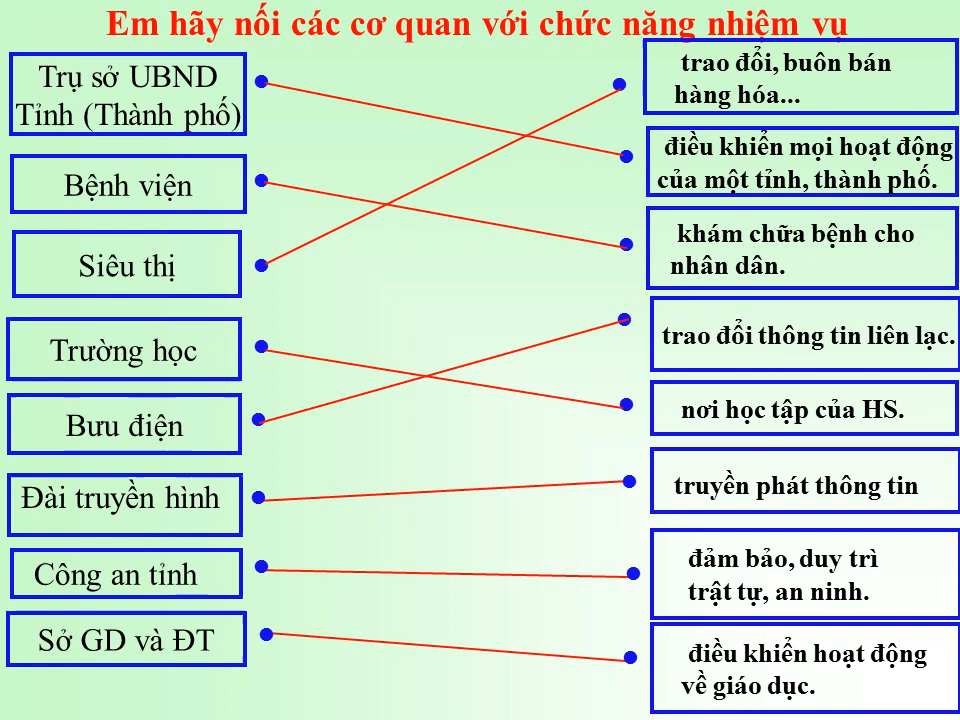 Em hãy nối các cơ quan với chức năng nhiệm vụ
Trụ sở UBND
Tỉnh (Thành phố)
Bệnh viện
Siêu thị
Trường học
Bưu điện
Đài truyền hình
Công an tỉnh
Sở GD và ĐT
trao đổi, buôn bán
hàng hóa...
điều khiển mọi hoạt động
của một tỉnh, thành phố.
khám chữa bệnh cho
nhân dân.
trao đổi thông tin liên lạc.
nơi học tập của HS.
truyền phát thông tin
đảm bảo, duy trì
trật tự, an ninh.
điều khiển hoạt động
về giáo dục.